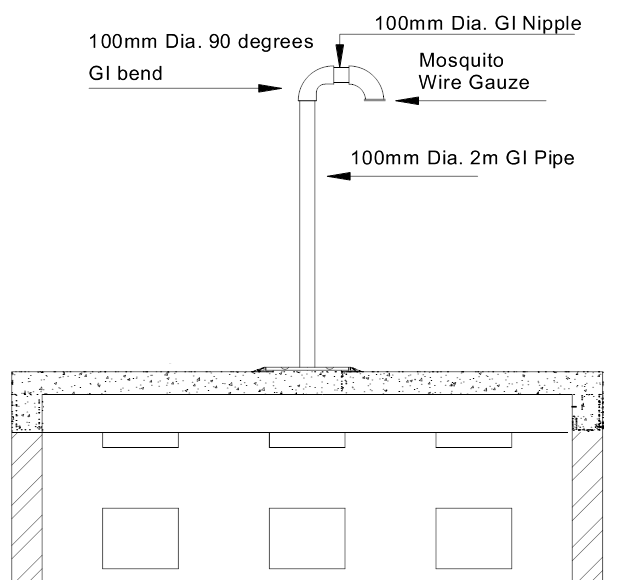 100mm Dia. GI Nipple
100mm Dia. 90 degrees
GI bend
Mosquito
Wire Gauze
100mm Dia. 2m GI Pipe